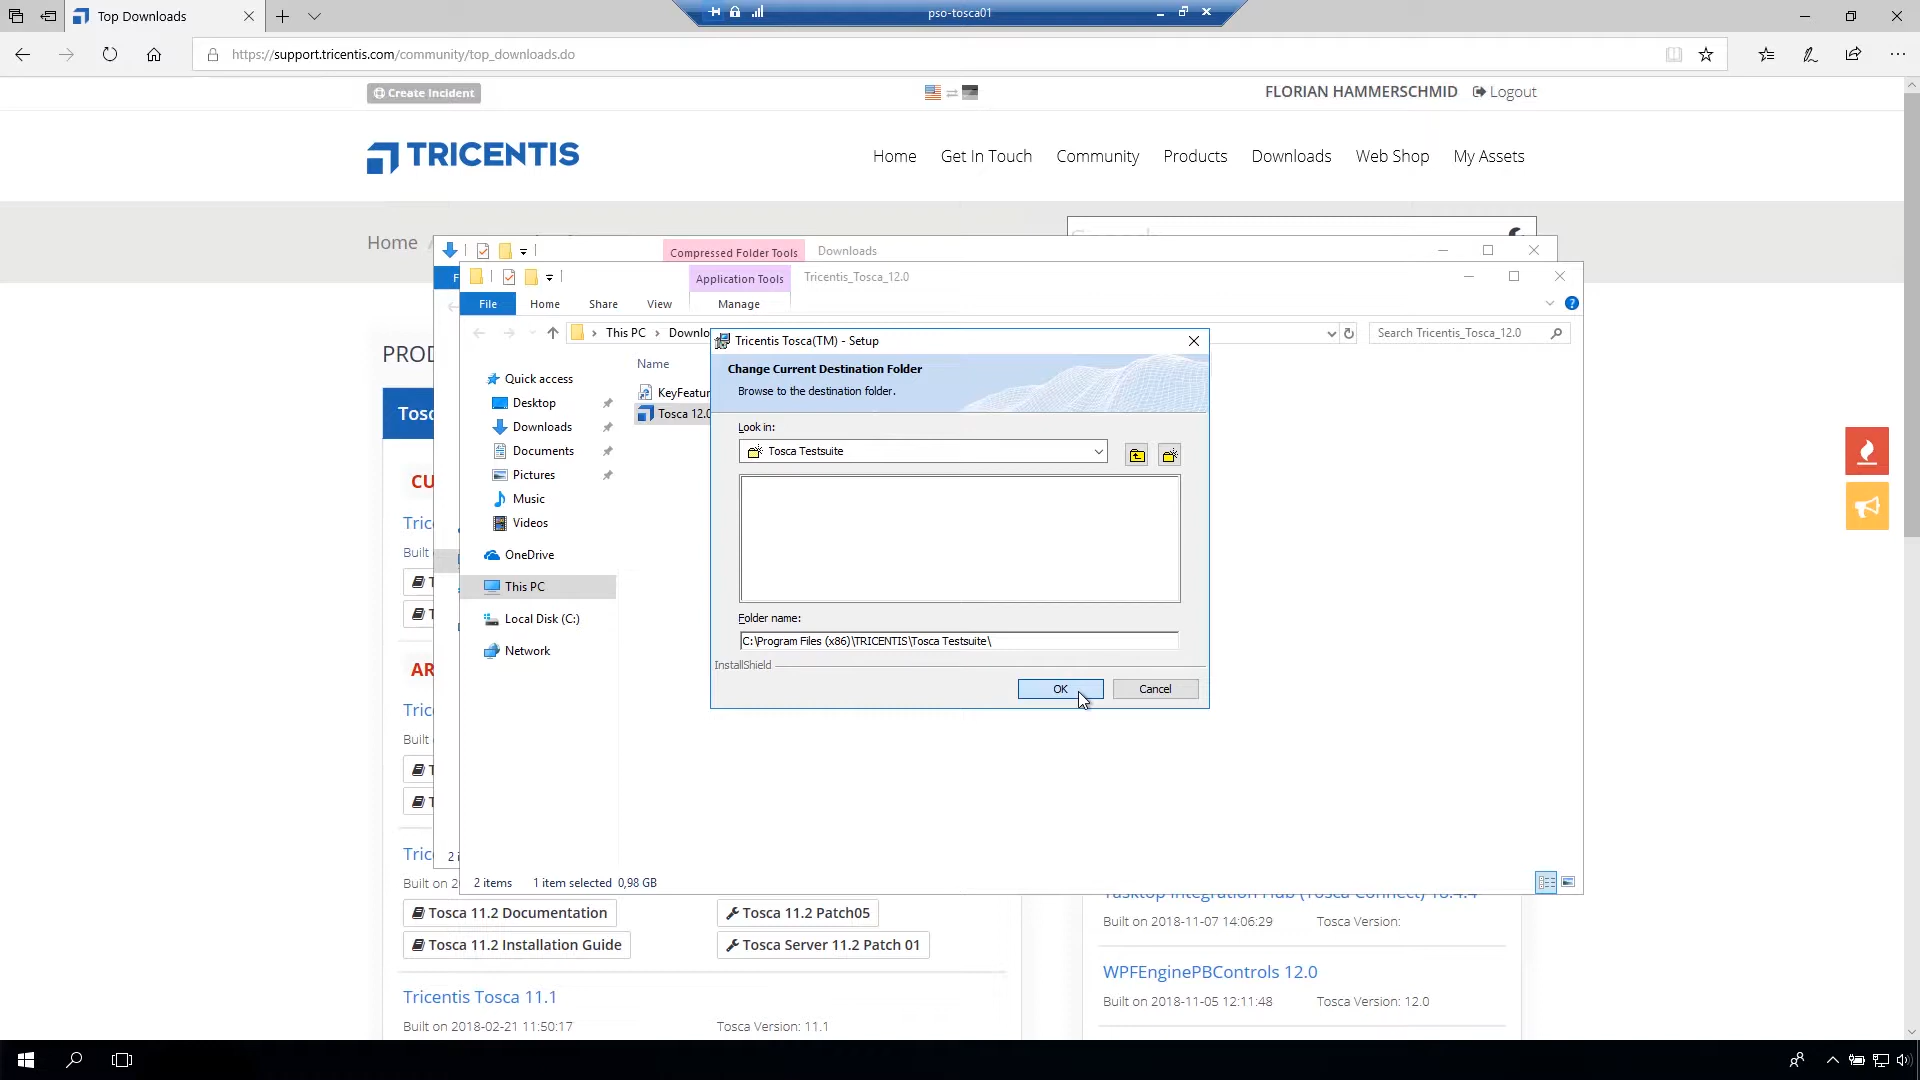 Top Downloads
pso-tosca01
https://support.tricentis.com/community/top_downloads.do
Create Incident
FLORIAN HAMMERSCHMID
Logout
TRICENTIS
Home
Get In Touch
Community
Products
Downloads
Web Shop
My Assets
Home /
Compressed Folder Tools
Downloads
Application Tools
Tricentis_Tosca_12.0
File
Home
Share
View
Manage
This PC
Search Tricentis_Tosca_12.0
Tricentis Tosca(TM) - Setup
Change Current Destination Folder
Browse to the destination folder.
Name
Quick access
Desktop
Downloads
Documents
Pictures
Music
Videos
OneDrive
This PC
Local Disk (C:)
Network
Tosca 12.0
Look in:
Tosca Testsuite
Folder name:
C:\Program Files (x86)\TRICENTIS\Tosca Testsuite\
InstallShield
OK
Cancel
2 items
1 item selected 0,98 GB
Built on 2
Tosca 11.2 Documentation
Tosca 11.2 Patch05
Tosca 11.2 Installation Guide
Tosca Server 11.2 Patch 01
Tricentis Tosca 11.1
Built on 2018-02-21 11:50:17
Tosca Version: 11.1
Built on 2018-11-07 14:06:29
Tosca Version:
WPFEnginePBControls 12.0
Built on 2018-11-05 12:11:48
Tosca Version: 12.0